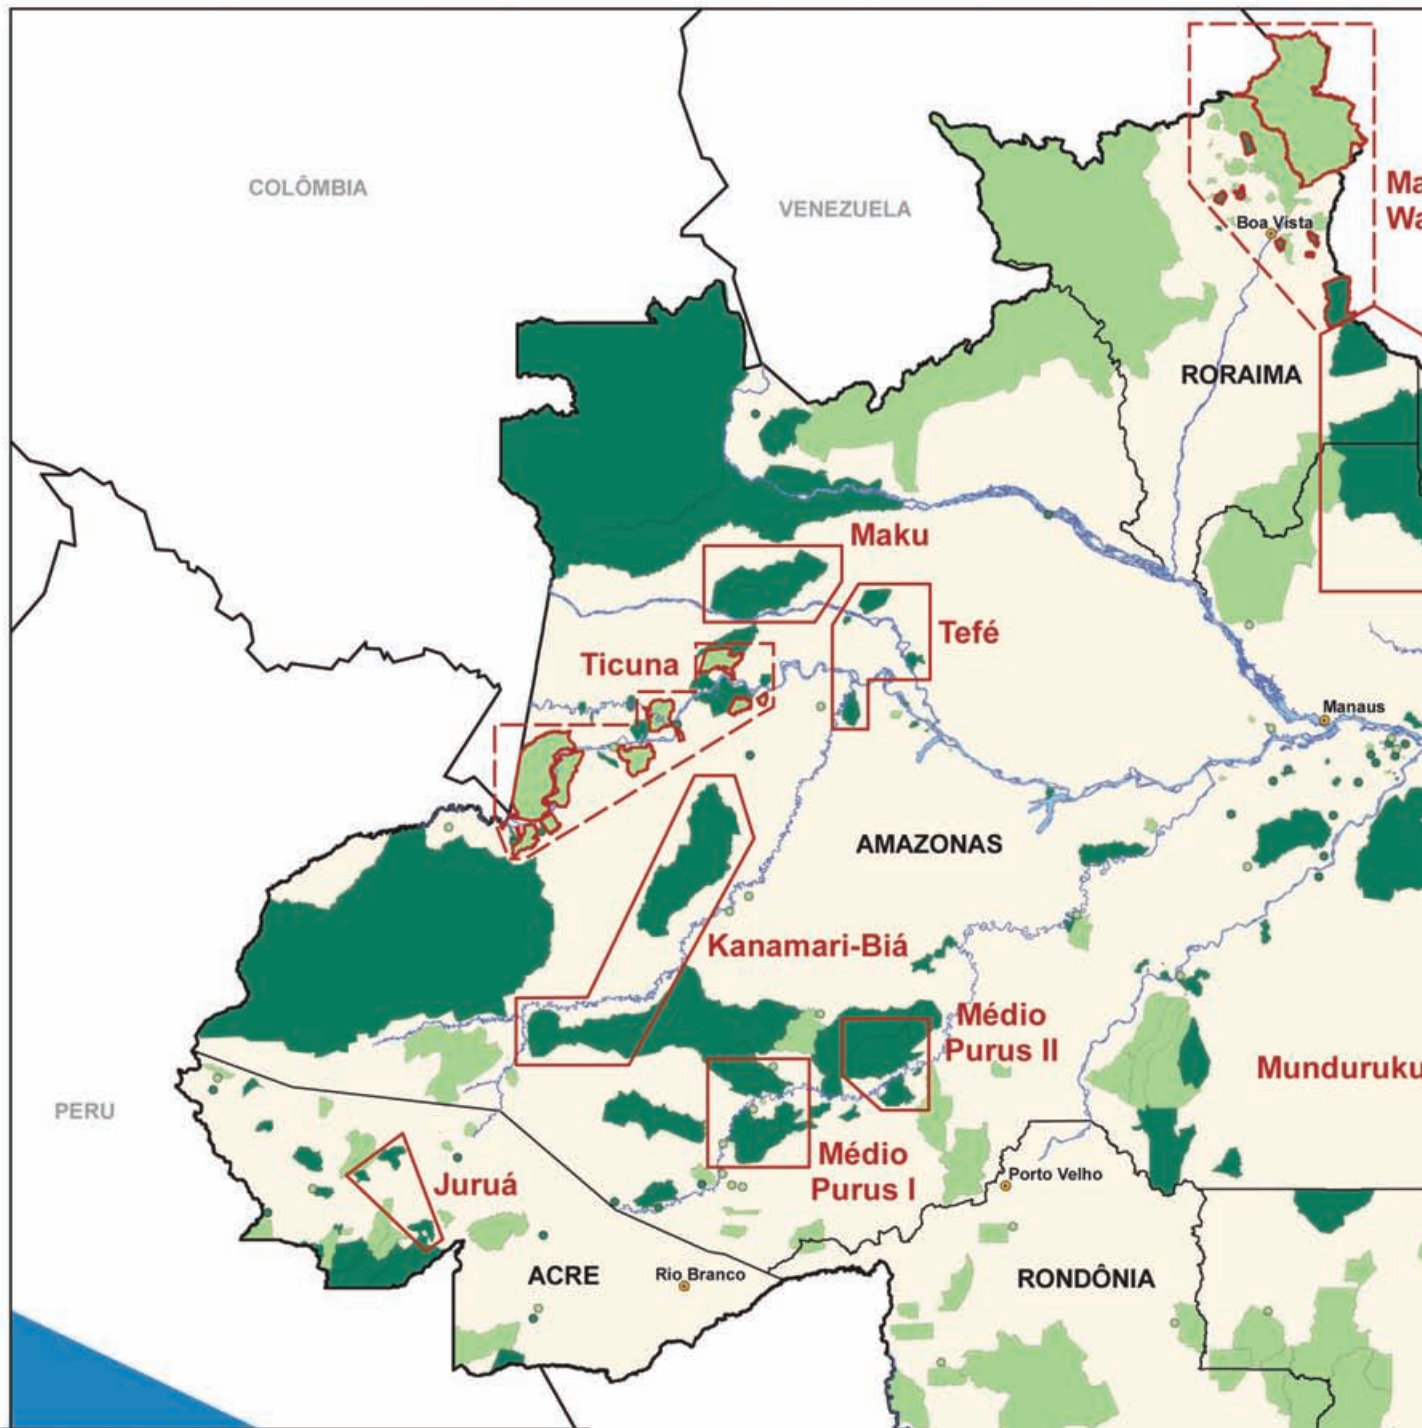 COLÔMBIA
VENEZUELA
Boa Vista
RORAIMA
Maku
Tefé
Ticuna
Manaus
AMAZONAS
Kanamari-Biá
Médio
Purus II
Munduruku
PERU
Médio
Purus I
Porto Velho
Juruá
ACRE
Rio Branco
RONDÔNIA